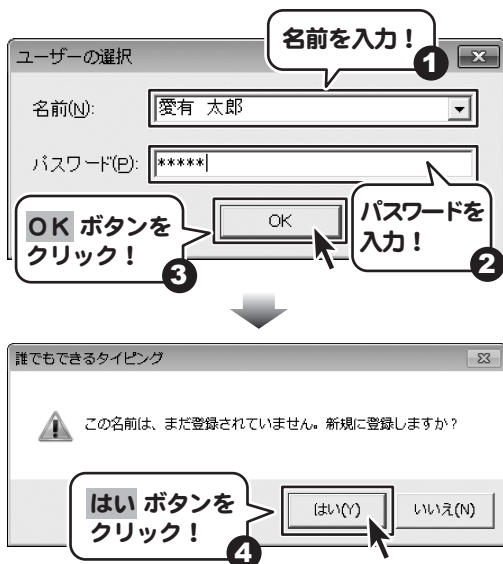 名前を入力！
1
ユーザーの選択
名前(N):
愛有 太郎
パスワード(P):
*****
OK ボタンを
クリック！
3
OK
パスワードを
入力！
2
誰でもできるタイピング
この名前は、まだ登録されていません。新規に登録しますか？
はい ボタンを
クリック！
4
はい(Y)
いいえ(N)